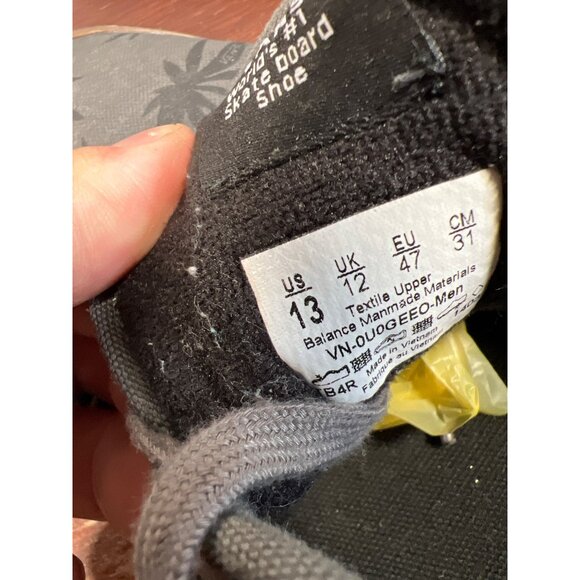 World's #1
Skate board
Shoe
US UK EU CM
13 12 47 31
Textile Upper
Balance Manmade Materials
VN-0U0GEEO-Men
Made in Vietnam
B4R Fabriqué au Vietnam